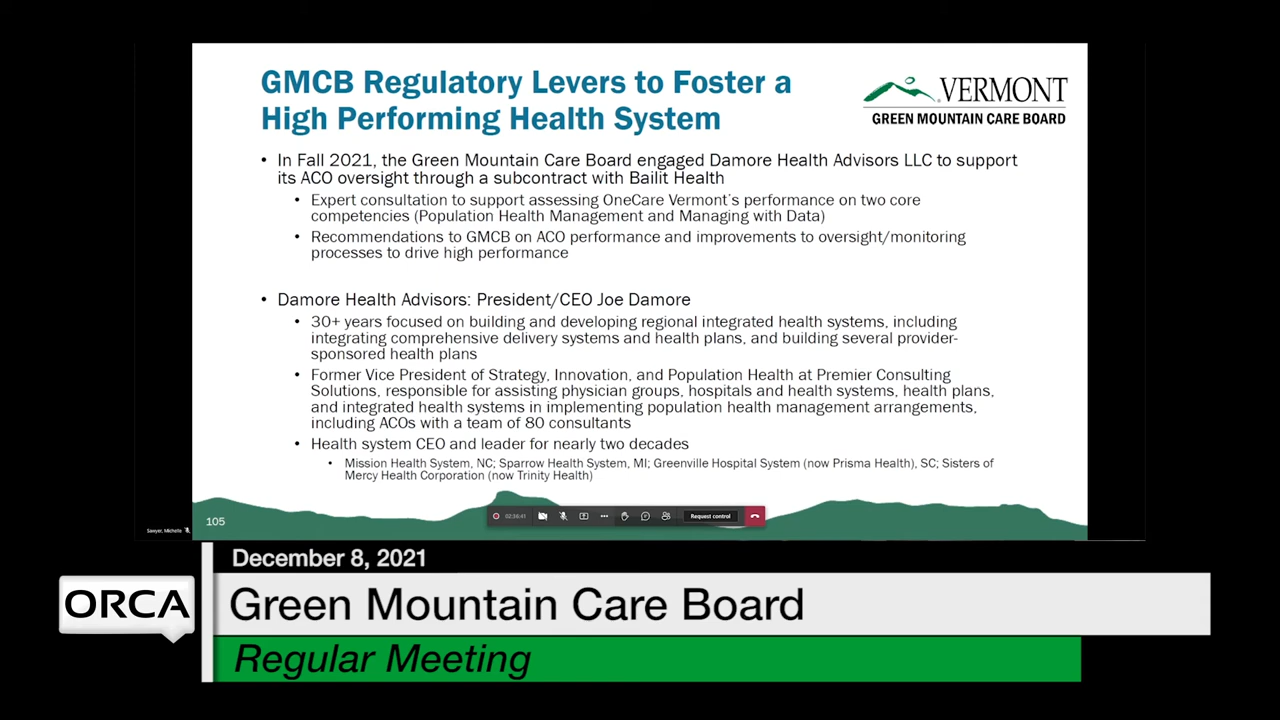 GMCB Regulatory Levers to Foster a
High Performing Health System
VERMONT
GREEN MOUNTAIN CARE BOARD
• In Fall 2021, the Green Mountain Care Board engaged Damore Health Advisors LLC to support
its ACO oversight through a subcontract with Bailit Health
• Expert consultation to support assessing OneCare Vermont's performance on two core
competencies (Population Health Management and Managing with Data)
• Recommendations to GMCB on ACO performance and improvements to oversight/monitoring
processes to drive high performance
• Damore Health Advisors: President/CEO Joe Damore
• 30+ years focused on building and developing regional integrated health systems, including
integrating comprehensive delivery systems and health plans, and building several provider-
sponsored health plans
• Former Vice President of Strategy, Innovation, and Population Health at Premier Consulting
Solutions, responsible for assisting physician groups, hospitals and health systems, health plans,
and integrated health systems in implementing population health management arrangements,
including ACOs with a team of 80 consultants
• Health system CEO and leader for nearly two decades
• Mission Health System, NC; Sparrow Health System, MI; Greenville Hospital System (now Prisma Health), SC; Sisters of
Mercy Health Corporation (now Trinity Health)
105
02:36:41
Request control
Sawyer, Michelle
December 8, 2021
ORCA
Green Mountain Care Board
Regular Meeting